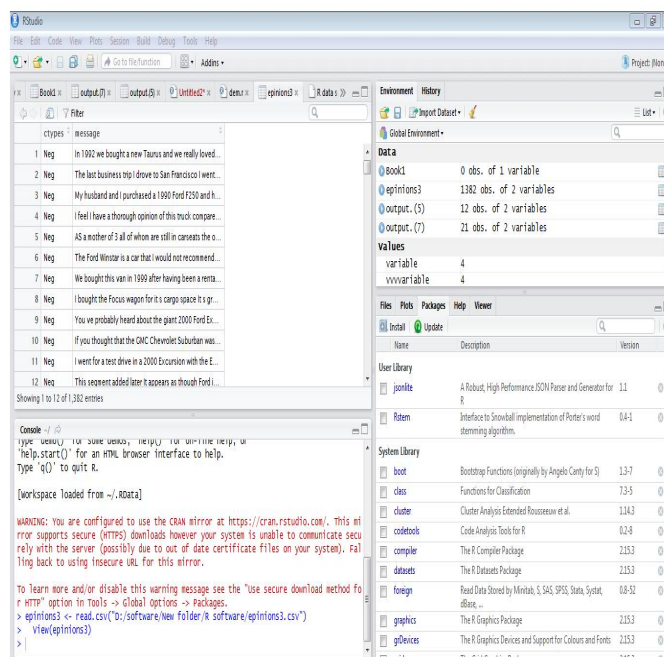 RStudio
File Edit Code View Plots Session Build Debug Tools Help
Go to file/function Addins Project: (Non
Book1 output.(7) output.(5) Untitled2* dem.r epinions3 R data s
Filter
ctypes message
1 Neg In 1992 we bought a new Taurus and we really loved...
2 Neg The last business trip I drove to San Francisco I went...
3 Neg My husband and I purchased a 1990 Ford F250 and h...
4 Neg I feel I have a thorough opinion of this truck compare...
5 Neg AS a mother of 3 all of whom are still in carseats the o...
6 Neg The Ford Winstar is a car that I would not recommend...
7 Neg We bought this van in 1999 after having been a renta...
8 Neg I bought the Focus wagon for it s cargo space It s gr...
9 Neg You ve probably heard about the giant 2000 Ford Ex...
10 Neg If you thought that the GMC Chevrolet Suburban was...
11 Neg I went for a test drive in a 2000 Excursion with the E...
12 Neg This segment added later It appears as though Ford i...
Showing 1 to 12 of 1,382 entries
Console ~/
Type 'demo()' for some demos, 'help()' for on-line help, or
'help.start()' for an HTML browser interface to help.
Type 'q()' to quit R.
[Workspace loaded from ~/.RData]
WARNING: You are configured to use the CRAN mirror at https://cran.rstudio.com/. This mi
rror supports secure (HTTPS) downloads however your system is unable to communicate secu
rely with the server (possibly due to out of date certificate files on your system). Fal
ling back to using insecure URL for this mirror.
To learn more and/or disable this warning message see the "Use secure download method fo
r HTTP" option in Tools -> Global Options -> Packages.
> epinions3 <- read.csv("D:/software/New folder/R software/epinions3.csv")
> View(epinions3)
>
Environment History
Import Dataset List
Global Environment
Data
Book1 0 obs. of 1 variable
epinions3 1382 obs. of 2 variables
output.(5) 12 obs. of 2 variables
output.(7) 21 obs. of 2 variables
Values
variable 4
vvvvariable 4
Files Plots Packages Help Viewer
Install Update
Name Description Version
User Library
jsonlite A Robust, High Performance JSON Parser and Generator for 1.1
R
Rstem Interface to Snowball implementation of Porter's word 0.4-1
stemming algorithm.
System Library
boot Bootstrap Functions (originally by Angelo Canty for S) 1.3-7
class Functions for Classification 7.3-5
cluster Cluster Analysis Extended Rousseeuw et al. 1.14.3
codetools Code Analysis Tools for R 0.2-8
compiler The R Compiler Package 2.15.3
datasets The R Datasets Package 2.15.3
foreign Read Data Stored by Minitab, S, SAS, SPSS, Stata, Systat, 0.8-52
dBase, ...
graphics The R Graphics Package 2.15.3
grDevices The R Graphics Devices and Support for Colours and Fonts 2.15.3